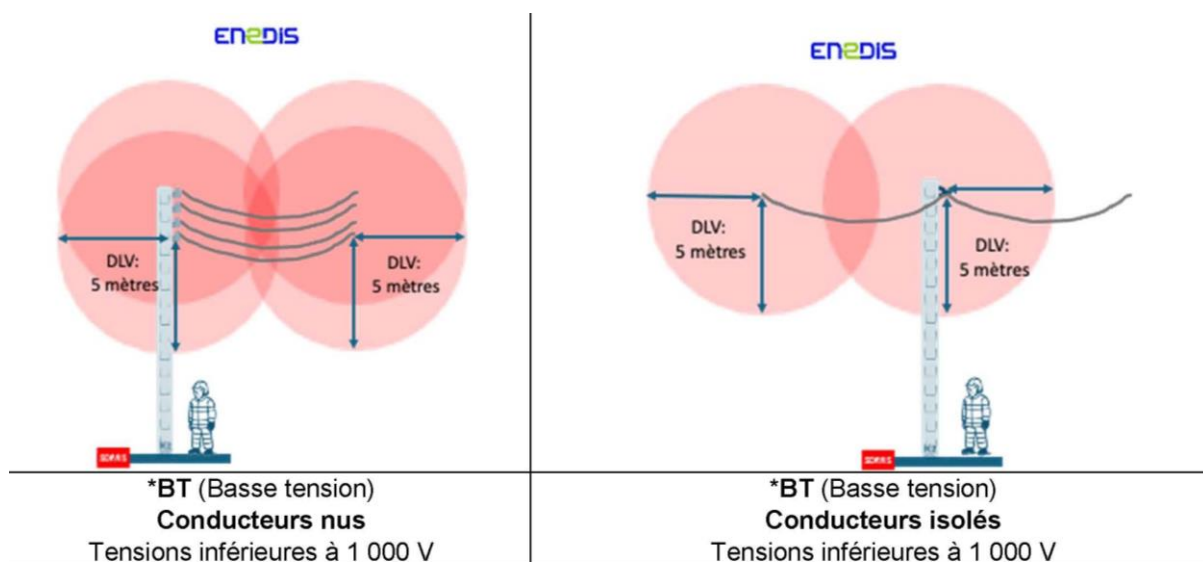 ENEDIS
DLV:
5 mètres
DLV:
5 mètres
*BT (Basse tension)
Conducteurs nus
Tensions inférieures à 1 000 V
ENEDIS
DLV:
5 mètres
DLV:
5 mètres
*BT (Basse tension)
Conducteurs isolés
Tensions inférieures à 1 000 V